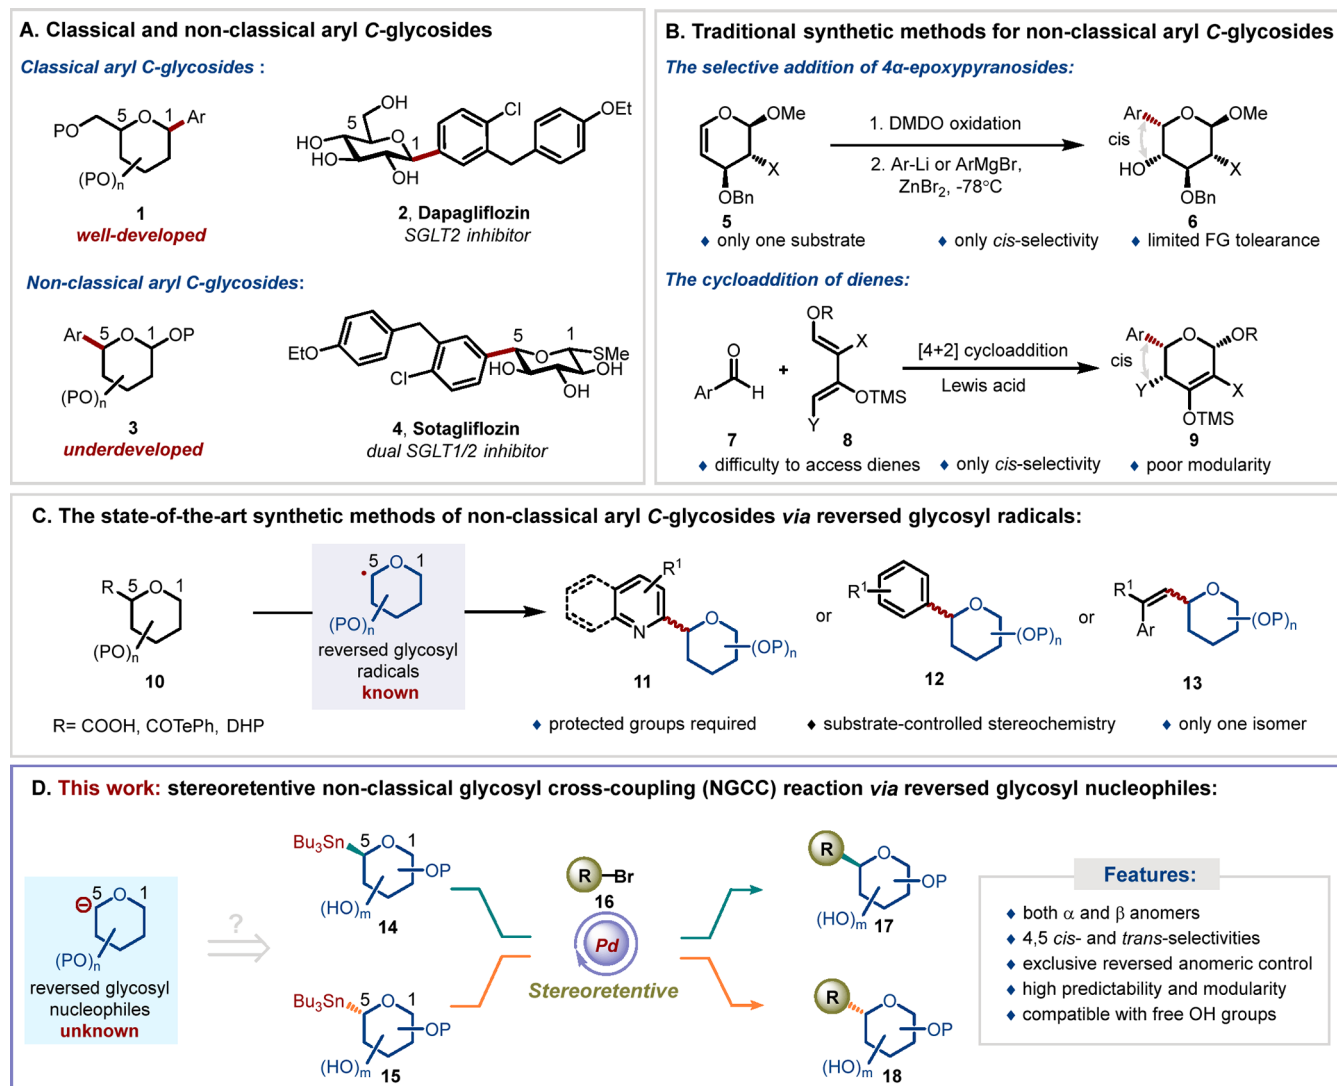 A. Classical and non-classical aryl C-glycosides
Classical aryl C-glycosides :
PO
5
O
1
Ar
(PO)n
1
well-developed
OH
5
HO
HO
O
1
OH
Cl
OEt
2, Dapagliflozin
SGLT2 inhibitor
Non-classical aryl C-glycosides:
Ar
5
O
1
OP
(PO)n
3
underdeveloped
EtO
Cl
5
1
O
SMe
HO
OH
OH
4, Sotagliflozin
dual SGLT1/2 inhibitor
B. Traditional synthetic methods for non-classical aryl C-glycosides
The selective addition of 4α-epoxypyranosides:
O
OMe
X
OBn
5
1. DMDO oxidation
2. Ar-Li or ArMgBr,
ZnBr2, -78°C
Ar
O
OMe
cis
HO
X
OBn
6
♦ only one substrate
♦ only cis-selectivity
♦ limited FG tolearance
The cycloaddition of dienes:
O
Ar
H
7
+
OR
X
OTMS
Y
8
[4+2] cycloaddition
Lewis acid
Ar
O
OR
cis
Y
X
OTMS
9
♦ difficulty to access dienes
♦ only cis-selectivity
♦ poor modularity
C. The state-of-the-art synthetic methods of non-classical aryl C-glycosides via reversed glycosyl radicals:
R
5
O
1
(PO)n
10
R= COOH, COTePh, DHP
5
O
1
(PO)n
reversed glycosyl
radicals
known
R1
N
O
(OP)n
11
or
R1
O
(OP)n
12
or
R1
Ar
O
(OP)n
13
♦ protected groups required
♦ substrate-controlled stereochemistry
♦ only one isomer
D. This work: stereoretentive non-classical glycosyl cross-coupling (NGCC) reaction via reversed glycosyl nucleophiles:
5
O
1
⊖
(PO)n
reversed glycosyl
nucleophiles
unknown
?
Bu3Sn
5
O
1
OP
(HO)m
14
Bu3Sn
5
O
1
OP
(HO)m
15
R
Br
16
Pd
Stereoretentive
R
O
OP
(HO)m
17
R
O
OP
(HO)m
18
Features:
♦ both α and β anomers
♦ 4,5 cis- and trans-selectivities
♦ exclusive reversed anomeric control
♦ high predictability and modularity
♦ compatible with free OH groups